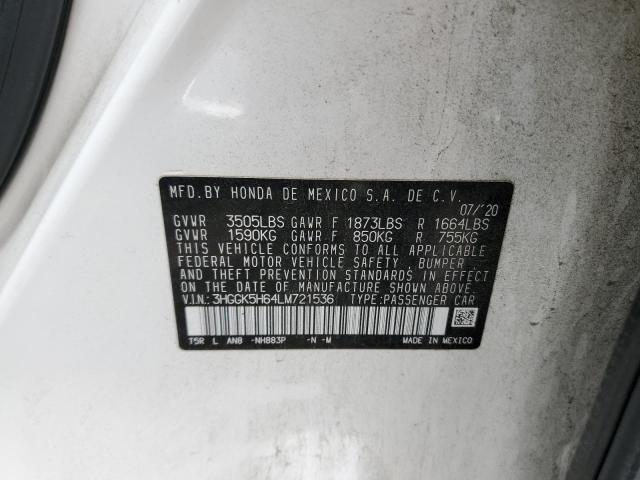 MFD. BY HONDA DE MEXICO S.A. DE C.V.
07/'20
GVWR 3505LBS GAWR F 1873LBS R 1664LBS
GVWR 1590KG GAWR F 850KG R 755KG
THIS VEHICLE CONFORMS TO ALL APPLICABLE
FEDERAL MOTOR VEHICLE SAFETY, BUMPER
AND THEFT PREVENTION STANDARDS IN EFFECT
ON THE DATE OF MANUFACTURE SHOWN ABOVE.
V.I.N.: 3HGGK5H64LM721536 TYPE:PASSENGER CAR
T5R L AN8 -NH883P -N -M MADE IN MEXICO